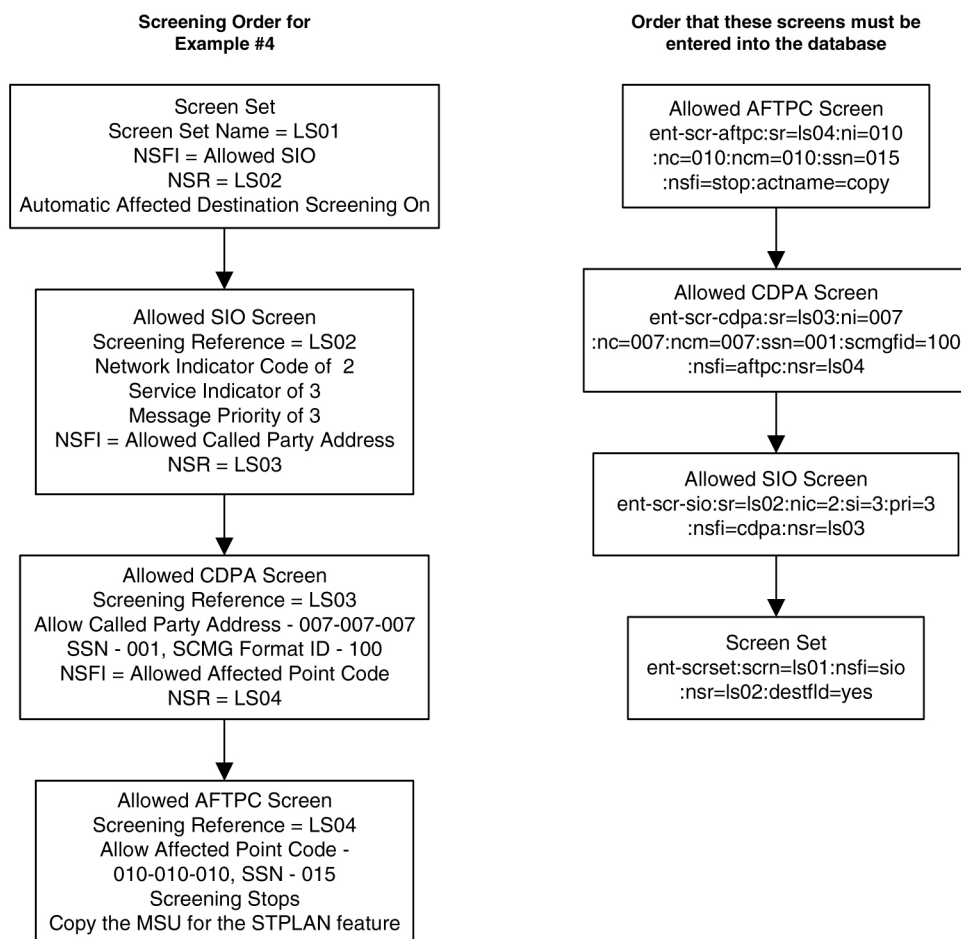 Screening Order for
Example #4
Screen Set
Screen Set Name = LS01
NSFI = Allowed SIO
NSR = LS02
Automatic Affected Destination Screening On
Allowed SIO Screen
Screening Reference = LS02
Network Indicator Code of 2
Service Indicator of 3
Message Priority of 3
NSFI = Allowed Called Party Address
NSR = LS03
Allowed CDPA Screen
Screening Reference = LS03
Allow Called Party Address - 007-007-007
SSN - 001, SCMG Format ID - 100
NSFI = Allowed Affected Point Code
NSR = LS04
Allowed AFTPC Screen
Screening Reference = LS04
Allow Affected Point Code -
010-010-010, SSN - 015
Screening Stops
Copy the MSU for the STPLAN feature
Order that these screens must be
entered into the database
Allowed AFTPC Screen
ent-scr-aftpc:sr=ls04:ni=010
:nc=010:ncm=010:ssn=015
:nsfi=stop:actname=copy
Allowed CDPA Screen
ent-scr-cdpa:sr=ls03:ni=007
:nc=007:ncm=007:ssn=001:scmgfid=100
:nsfi=aftpc:nsr=ls04
Allowed SIO Screen
ent-scr-sio:sr=ls02:nic=2:si=3:pri=3
:nsfi=cdpa:nsr=ls03
Screen Set
ent-scrset:scrn=ls01:nsfi=sio
:nsr=ls02:destfld=yes